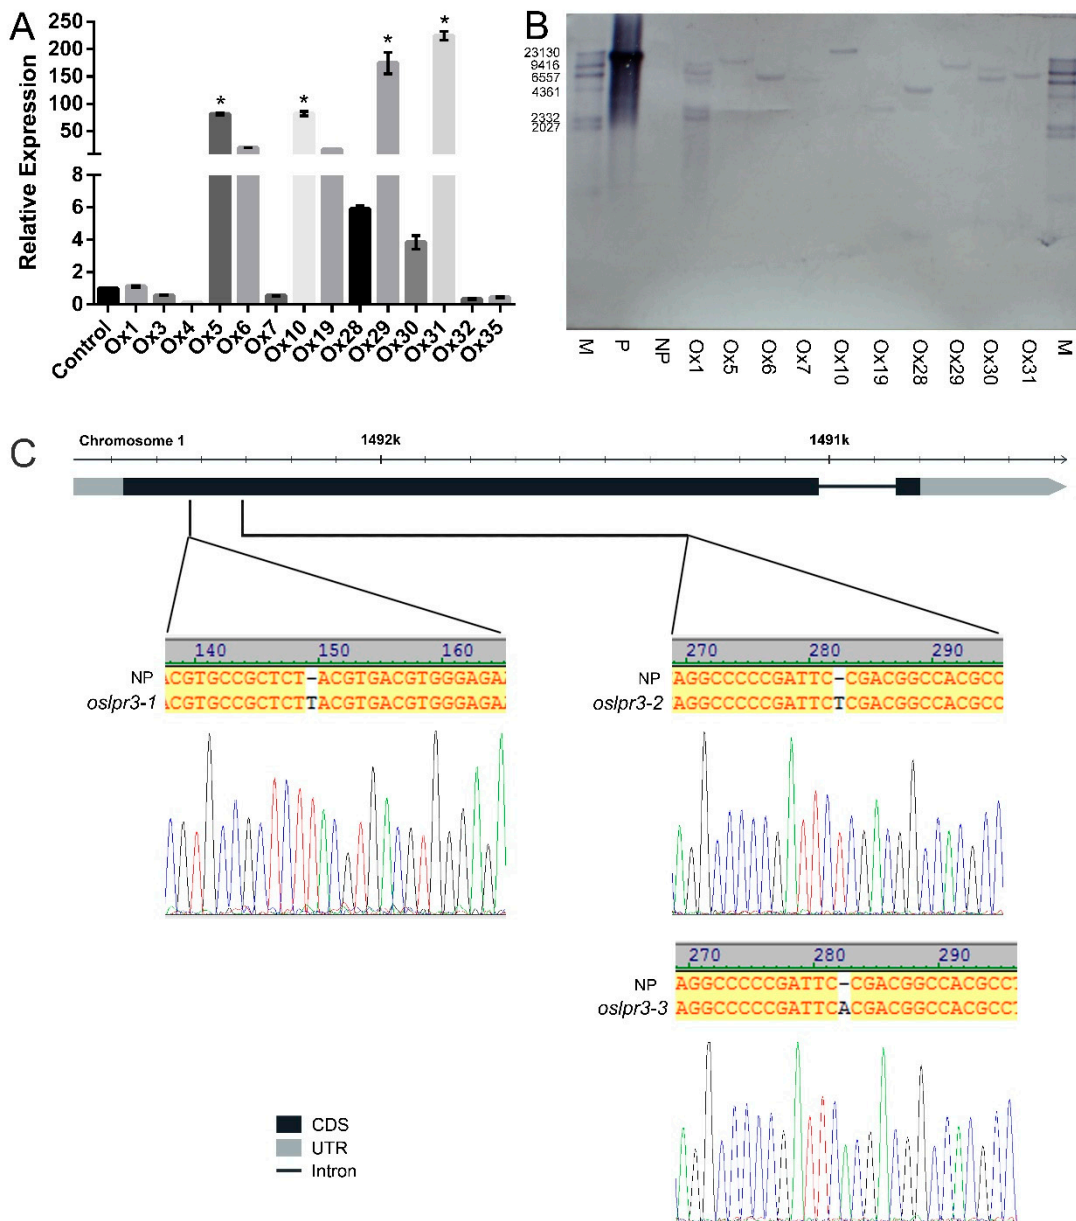 A
Relative Expression
250
200
150
100
50
8
6
4
2
0
Control
Ox1
Ox3
Ox4
Ox5
Ox6
Ox7
Ox10
Ox19
Ox28
Ox29
Ox30
Ox31
Ox32
Ox35
*
*
*
*
B
23130
9416
6557
4361
2332
2027
M
P
NP
Ox1
Ox5
Ox6
Ox7
Ox10
Ox19
Ox28
Ox29
Ox30
Ox31
M
C
Chromosome 1 1492k 1491k
140 150 160
NP ACGTGCCGCTCT-ACGTGACGTGGGAGA
oslpr3-1 ACGTGCCGCTCTTACGTGACGTGGGAGA
270 280 290
NP AGGCCCCCGATTC-CGACGGCCACGCC
oslpr3-2 AGGCCCCCGATTCTCGACGGCCACGCC
270 280 290
NP AGGCCCCCGATTC-CGACGGCCACGCC
oslpr3-3 AGGCCCCCGATTCACGACGGCCACGCC
CDS
UTR
Intron